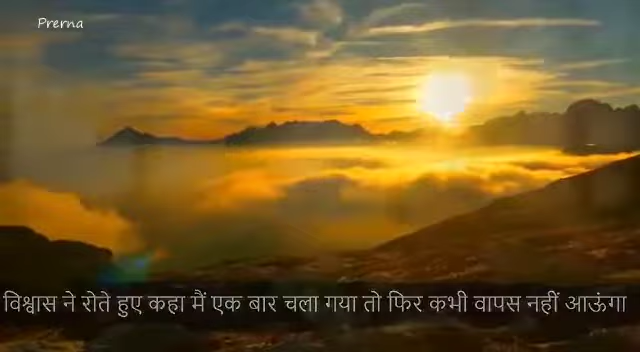 Prerna
विश्वास ने रोते हुए कहा मैं एक बार चला गया तो फिर कभी वापस नहीं आऊंगा